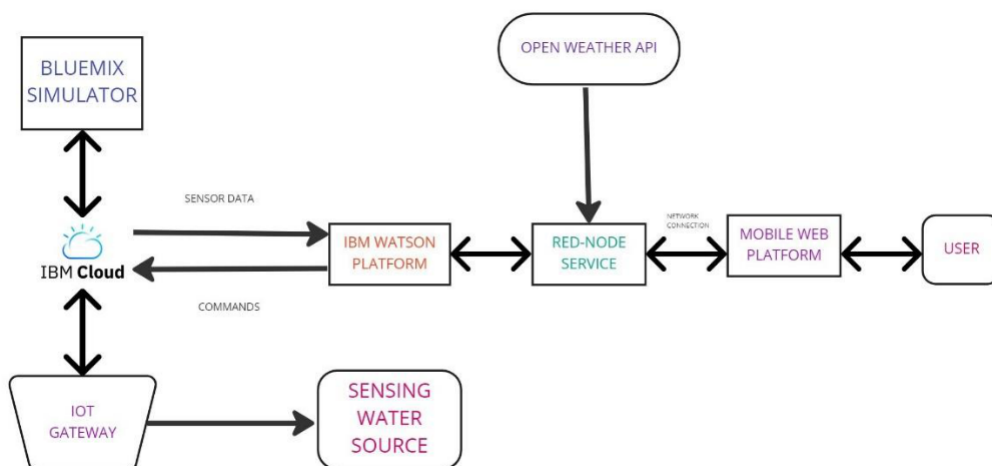 OPEN WEATHER API
BLUEMIX
SIMULATOR
SENSOR DATA
NETWORK
CONNECTION
IBM Cloud
IBM WATSON
PLATFORM
RED-NODE
SERVICE
MOBILE WEB
PLATFORM
USER
COMMANDS
IOT
GATEWAY
SENSING
WATER
SOURCE